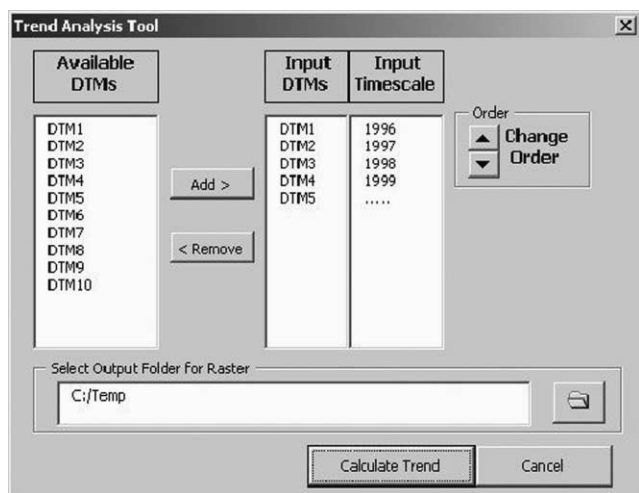 Trend Analysis Tool
Available
DTMs
DTM1
DTM2
DTM3
DTM4
DTM5
DTM6
DTM7
DTM8
DTM9
DTM10
Add >
< Remove
Input
DTMs
DTM1
DTM2
DTM3
DTM4
DTM5
Input
Timescale
1996
1997
1998
1999
.....
Order
Change
Order
Select Output Folder for Raster
C:/Temp
Calculate Trend
Cancel